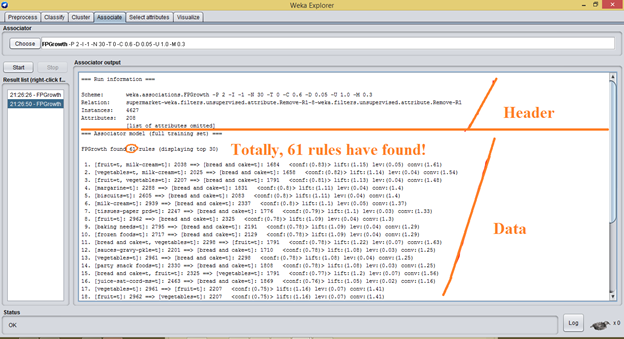 Weka Explorer
Preprocess Classify Cluster Associate Select attributes Visualize
Associator
Choose FPGrowth -P 2 -I -1 -N 30 -T 0 -C 0.6 -D 0.05 -U 1.0 -M 0.3
Start Stop
Result list (right-click f...
21:26:25 - FPGrowth
21:26:50 - FPGrowth
Associator output
=== Run information ===
Scheme: weka.associations.FPGrowth -P 2 -I -1 -N 30 -T 0 -C 0.6 -D 0.05 -U 1.0 -M 0.3
Relation: supermarket-weka.filters.unsupervised.attribute.Remove-R1-8-weka.filters.unsupervised.attribute.Remove-R1
Instances: 4627
Attributes: 208
[list of attributes omitted]
Header
=== Associator model (full training set) ===
FPGrowth found 61 rules (displaying top 30)
Totally, 61 rules have found!
1. [fruit=t, milk-cream=t]: 2038 ==> [bread and cake=t]: 1684 <conf:(0.83)> lift:(1.15) lev:(0.05) conv:(1.61)
2. [vegetables=t, milk-cream=t]: 2025 ==> [bread and cake=t]: 1658 <conf:(0.82)> lift:(1.14) lev:(0.04) conv:(1.54)
3. [fruit=t, vegetables=t]: 2207 ==> [bread and cake=t]: 1791 <conf:(0.81)> lift:(1.13) lev:(0.04) conv:(1.48)
4. [margarine=t]: 2288 ==> [bread and cake=t]: 1831 <conf:(0.8)> lift:(1.11) lev:(0.04) conv:(1.4)
5. [biscuits=t]: 2605 ==> [bread and cake=t]: 2083 <conf:(0.8)> lift:(1.11) lev:(0.04) conv:(1.4)
6. [milk-cream=t]: 2939 ==> [bread and cake=t]: 2337 <conf:(0.8)> lift:(1.1) lev:(0.05) conv:(1.37)
7. [tissues-paper prd=t]: 2247 ==> [bread and cake=t]: 1776 <conf:(0.79)> lift:(1.1) lev:(0.03) conv:(1.33)
8. [fruit=t]: 2962 ==> [bread and cake=t]: 2325 <conf:(0.78)> lift:(1.09) lev:(0.04) conv:(1.3)
9. [baking needs=t]: 2795 ==> [bread and cake=t]: 2191 <conf:(0.78)> lift:(1.09) lev:(0.04) conv:(1.29)
10. [frozen foods=t]: 2717 ==> [bread and cake=t]: 2129 <conf:(0.78)> lift:(1.09) lev:(0.04) conv:(1.29)
11. [bread and cake=t, vegetables=t]: 2298 ==> [fruit=t]: 1791 <conf:(0.78)> lift:(1.22) lev:(0.07) conv:(1.63)
12. [sauces-gravy-pkle=t]: 2201 ==> [bread and cake=t]: 1710 <conf:(0.78)> lift:(1.08) lev:(0.03) conv:(1.25)
13. [vegetables=t]: 2961 ==> [bread and cake=t]: 2298 <conf:(0.78)> lift:(1.08) lev:(0.04) conv:(1.25)
14. [party snack foods=t]: 2330 ==> [bread and cake=t]: 1808 <conf:(0.78)> lift:(1.08) lev:(0.03) conv:(1.25)
15. [bread and cake=t, fruit=t]: 2325 ==> [vegetables=t]: 1791 <conf:(0.77)> lift:(1.2) lev:(0.07) conv:(1.56)
16. [juice-sat-cord-ms=t]: 2463 ==> [bread and cake=t]: 1869 <conf:(0.76)> lift:(1.05) lev:(0.02) conv:(1.16)
17. [vegetables=t]: 2961 ==> [fruit=t]: 2207 <conf:(0.75)> lift:(1.16) lev:(0.07) conv:(1.41)
18. [fruit=t]: 2962 ==> [vegetables=t]: 2207 <conf:(0.75)> lift:(1.16) lev:(0.07) conv:(1.41)
Data
Status
OK
Log
x 0